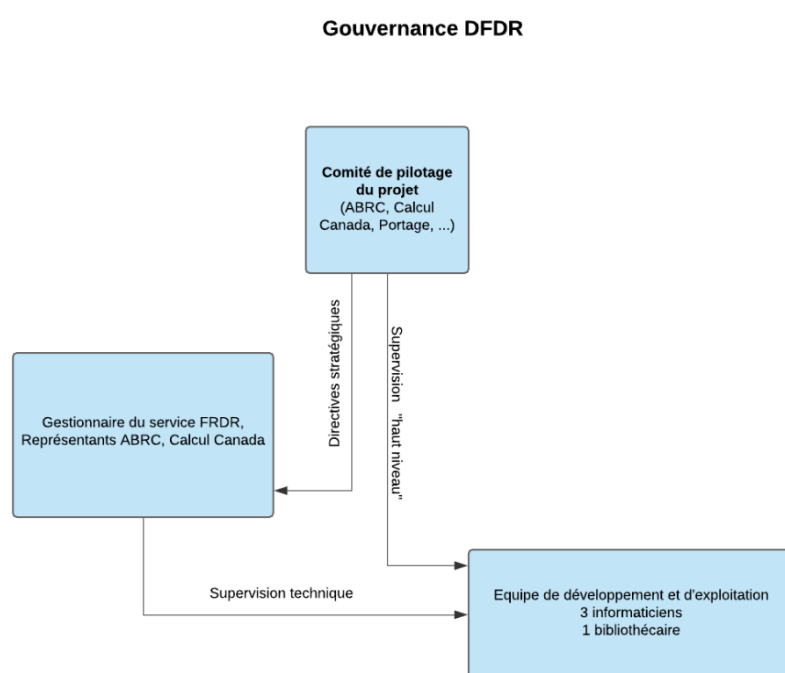 Gouvernance DFDR
Comité de pilotage
du projet
(ABRC, Calcul
Canada, Portage, ...)
Directives stratégiques
Supervision "haut niveau"
Gestionnaire du service FRDR,
Représentants ABRC, Calcul Canada
Supervision technique
Equipe de développement et d'exploitation
3 informaticiens
1 bibliothécaire